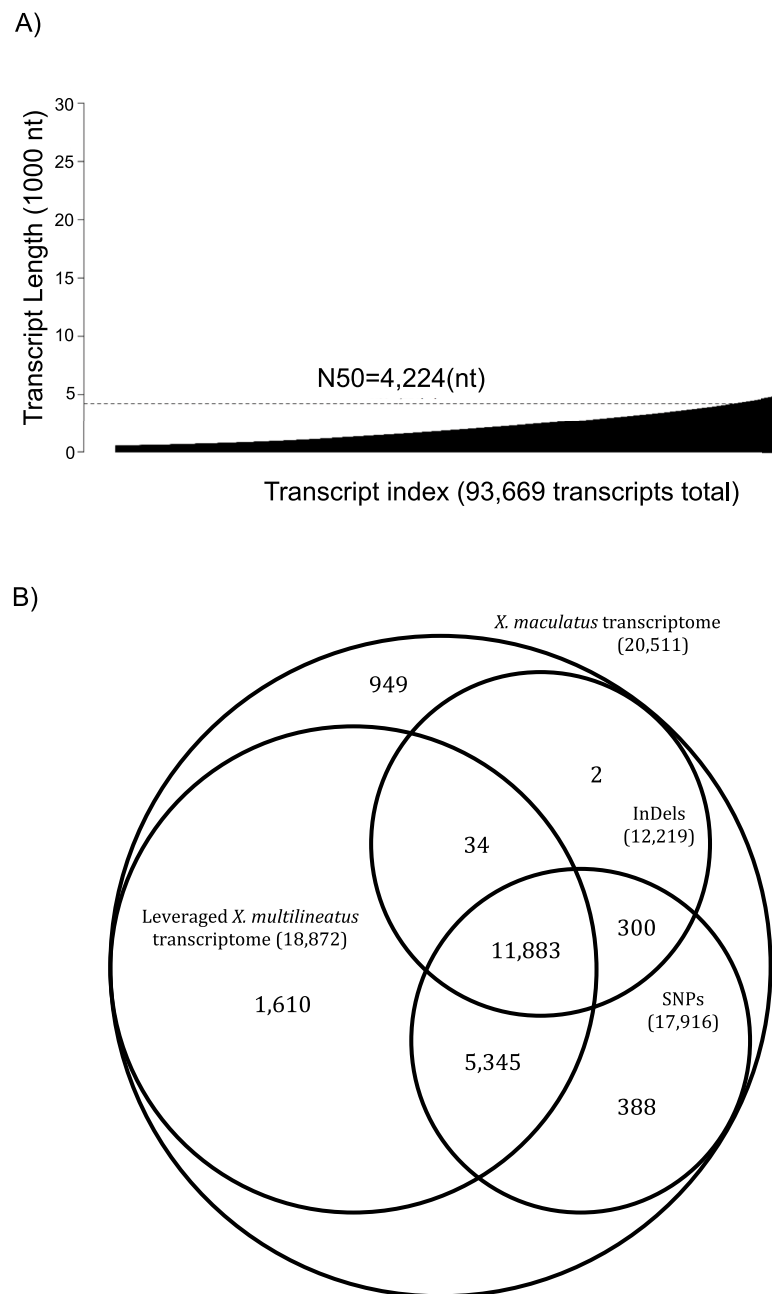 A)
Transcript Length (1000 nt)
30
25
20
15
10
5
0
N50=4,224(nt)
Transcript index (93,669 transcripts total)
B)
X. maculatus transcriptome
(20,511)
949
2
InDels
(12,219)
34
Leveraged X. multilineatus
transcriptome (18,872)
300
11,883
SNPs
(17,916)
1,610
5,345
388